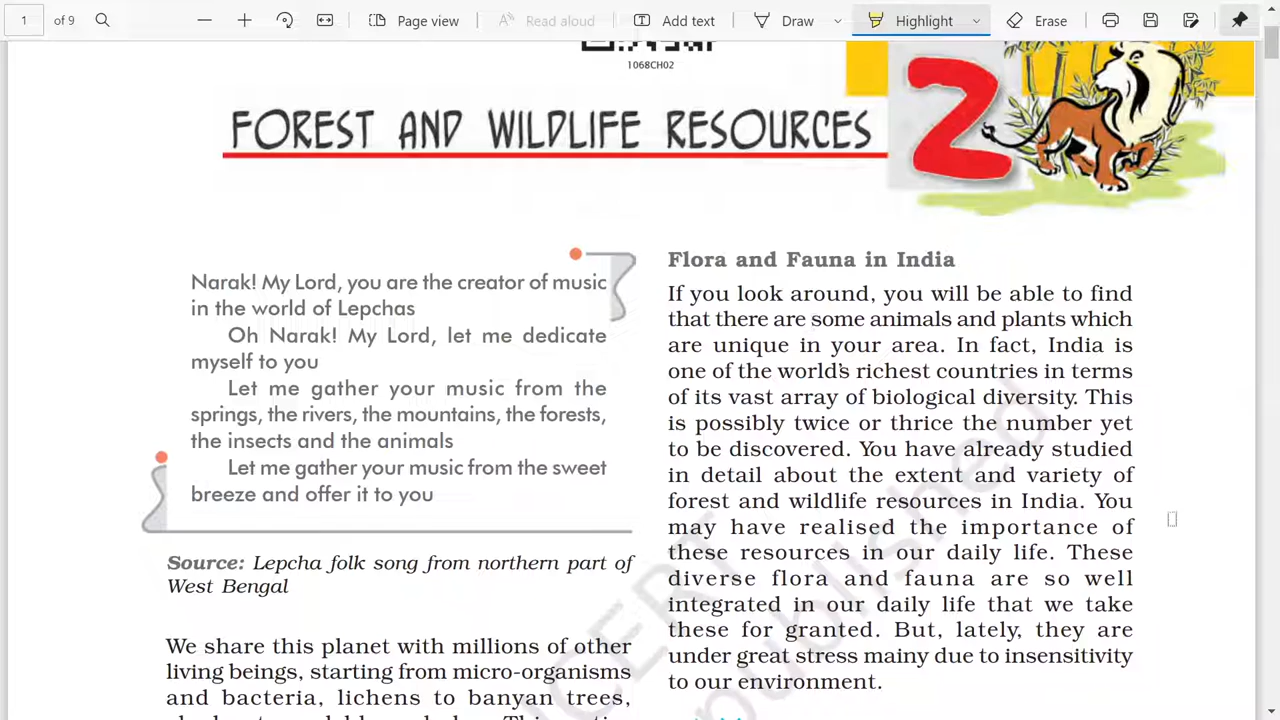 1 of 9
Page view
Read aloud
Add text
Draw
Highlight
Erase
1068CH02
2
FOREST AND WILDLIFE RESOURCES
Narak! My Lord, you are the creator of music
in the world of Lepchas
Oh Narak! My Lord, let me dedicate
myself to you
Let me gather your music from the
springs, the rivers, the mountains, the forests,
the insects and the animals
Let me gather your music from the sweet
breeze and offer it to you
Source: Lepcha folk song from northern part of
West Bengal
We share this planet with millions of other
living beings, starting from micro-organisms
and bacteria, lichens to banyan trees,
Flora and Fauna in India
If you look around, you will be able to find
that there are some animals and plants which
are unique in your area. In fact, India is
one of the world's richest countries in terms
of its vast array of biological diversity. This
is possibly twice or thrice the number yet
to be discovered. You have already studied
in detail about the extent and variety of
forest and wildlife resources in India. You
may have realised the importance of
these resources in our daily life. These
diverse flora and fauna are so well
integrated in our daily life that we take
these for granted. But, lately, they are
under great stress mainy due to insensitivity
to our environment.